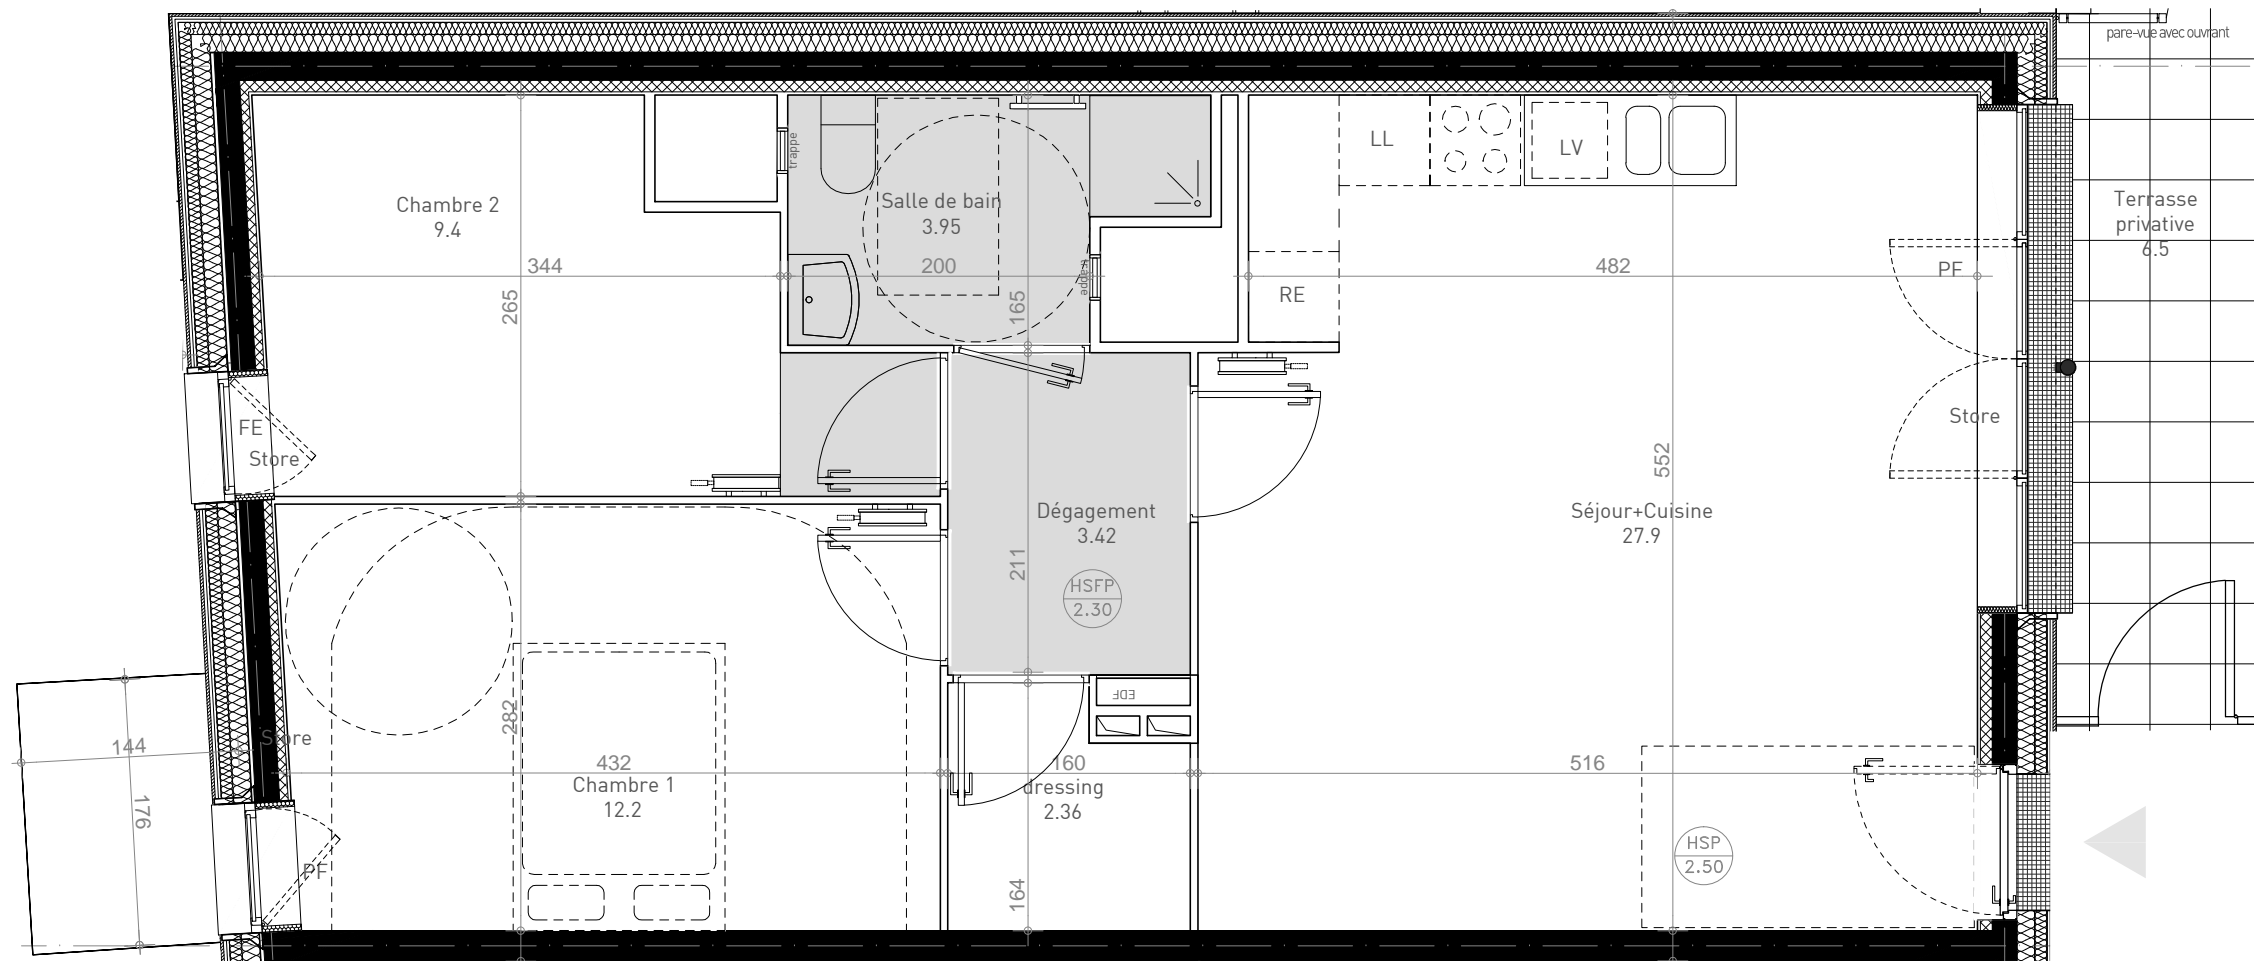 pare-vue avec ouvrant
trappe
LL
LV
Chambre 2
9.4
Salle de bain
3.95
Terrasse
privative
6.5
344
200
482
265
165
trappe
RE
PF
FE
Store
Store
552
Dégagement
3.42
Séjour+Cuisine
27.9
211
HSFP
2.30
EDF
282
Store
144
176
432
160
516
Chambre 1
12.2
dressing
2.36
PF
164
HSP
2.50